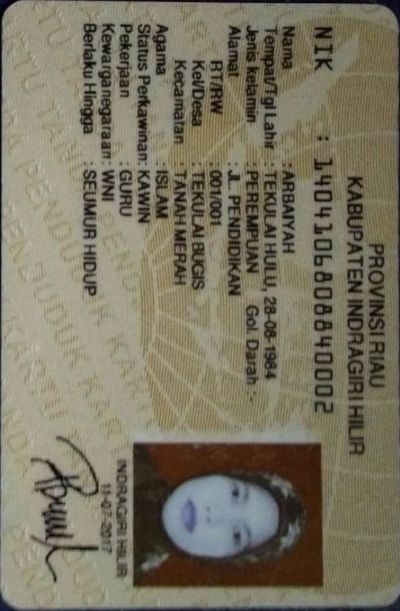 PROVINSI RIAU
KABUPATEN INDRAGIRI HILIR
NIK : 1404106808840002
Nama : ARBAIYAH
Tempat/Tgl Lahir : TEKULAI HULU, 28-08-1984
Jenis kelamin : PEREMPUAN Gol. Darah :-
Alamat : JL. PENDIDIKAN
RT/RW : 001/001
Kel/Desa : TEKULAI BUGIS
Kecamatan : TANAH MERAH
Agama : ISLAM
Status Perkawinan: KAWIN
Pekerjaan : GURU
Kewarganegaraan: WNI
Berlaku Hingga : SEUMUR HIDUP
INDRAGIRI HILIR
11-07-2017